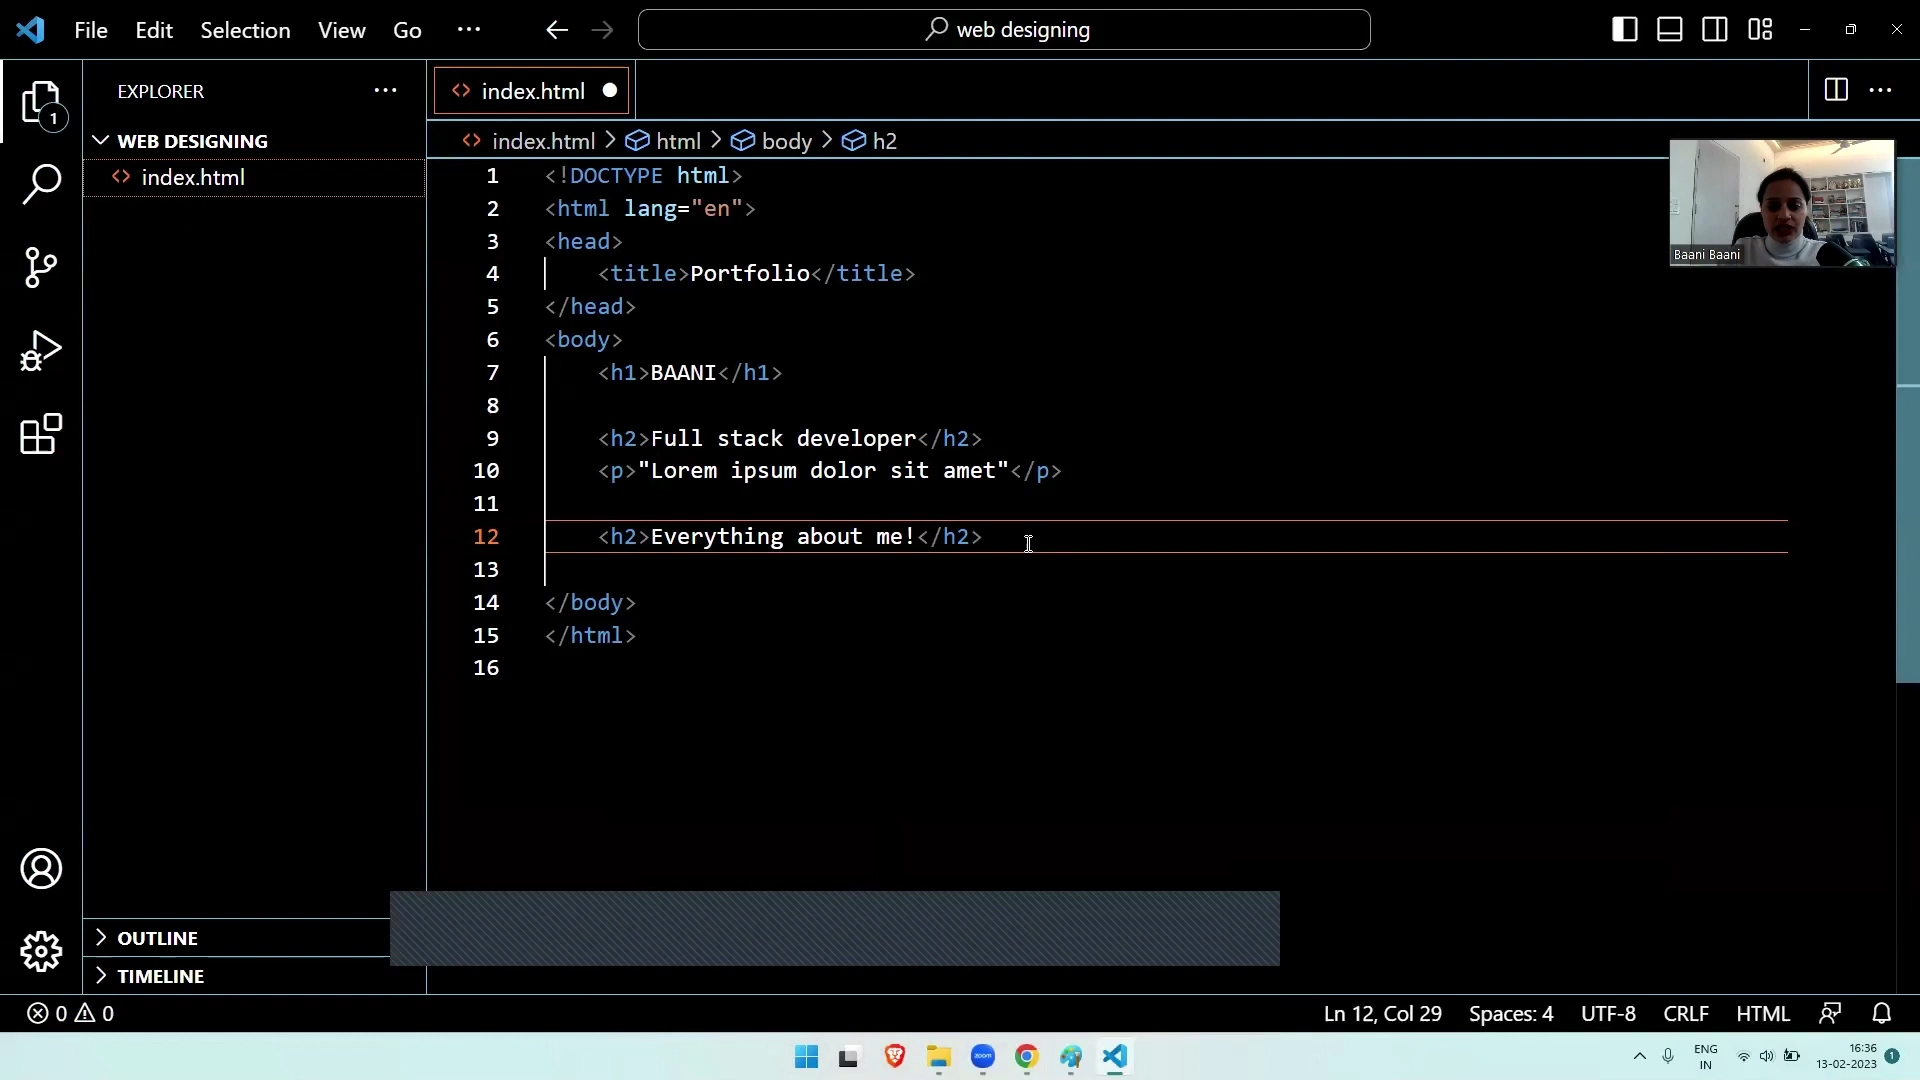 File Edit Selection View Go ···
web designing
EXPLORER
index.html
1
WEB DESIGNING
index.html
index.html > html > body > h2
1 <!DOCTYPE html>
2 <html lang="en">
3 <head>
4 <title>Portfolio</title>
5 </head>
6 <body>
7 <h1>BAANI</h1>
8
9 <h2>Full stack developer</h2>
10 <p>"Lorem ipsum dolor sit amet"</p>
11
12 <h2>Everything about me!</h2>
13
14 </body>
15 </html>
16
Baani Baani
OUTLINE
TIMELINE
0 0
Ln 12, Col 29 Spaces: 4 UTF-8 CRLF HTML
zoom
ENG
IN
16:36
13-02-2023
1